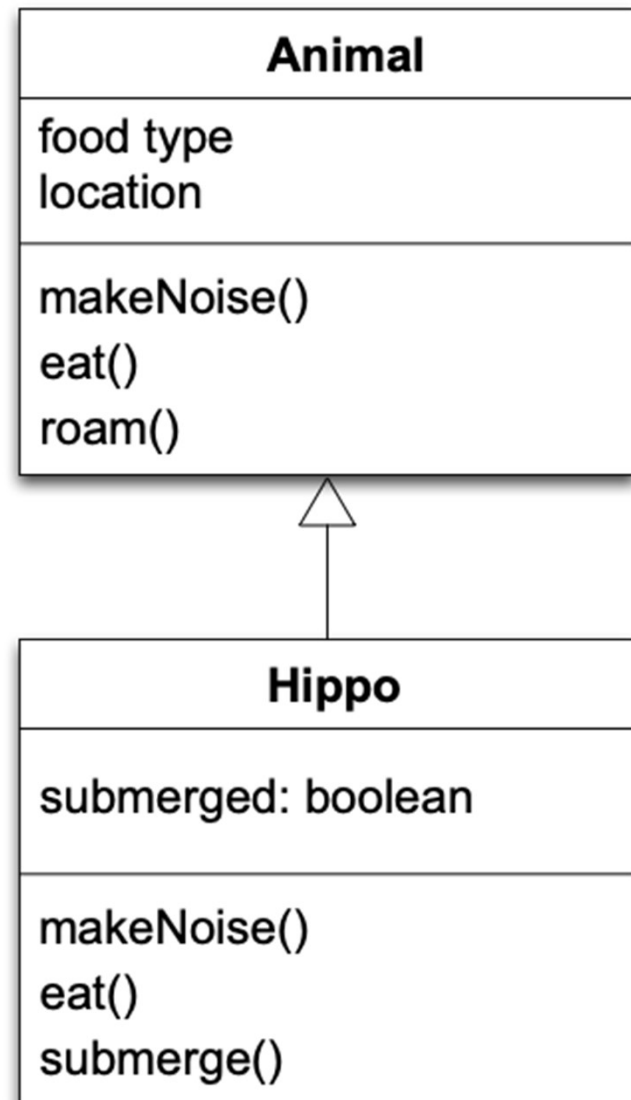 Animal
food type
location
makeNoise()
eat()
roam()
Hippo
submerged: boolean
makeNoise()
eat()
submerge()